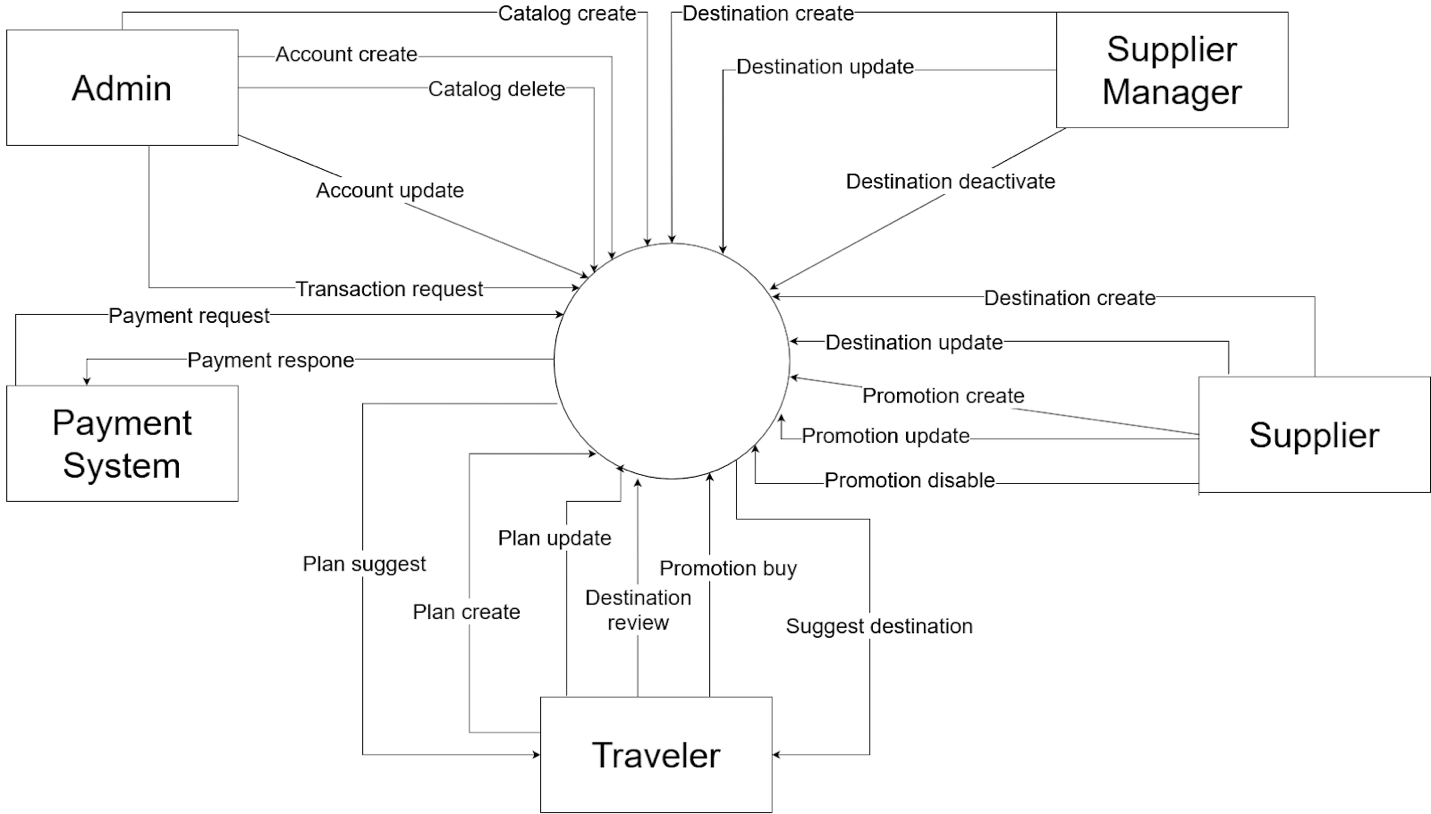 Catalog create
Destination create
Account create
Supplier
Manager
Destination update
Admin
Catalog delete
Destination deactivate
Account update
Transaction request
Destination create
Payment request
Destination update
Payment respone
Promotion create
Payment
System
Promotion update
Supplier
Promotion disable
Plan update
Plan suggest
Promotion buy
Destination
review
Plan create
Suggest destination
Traveler